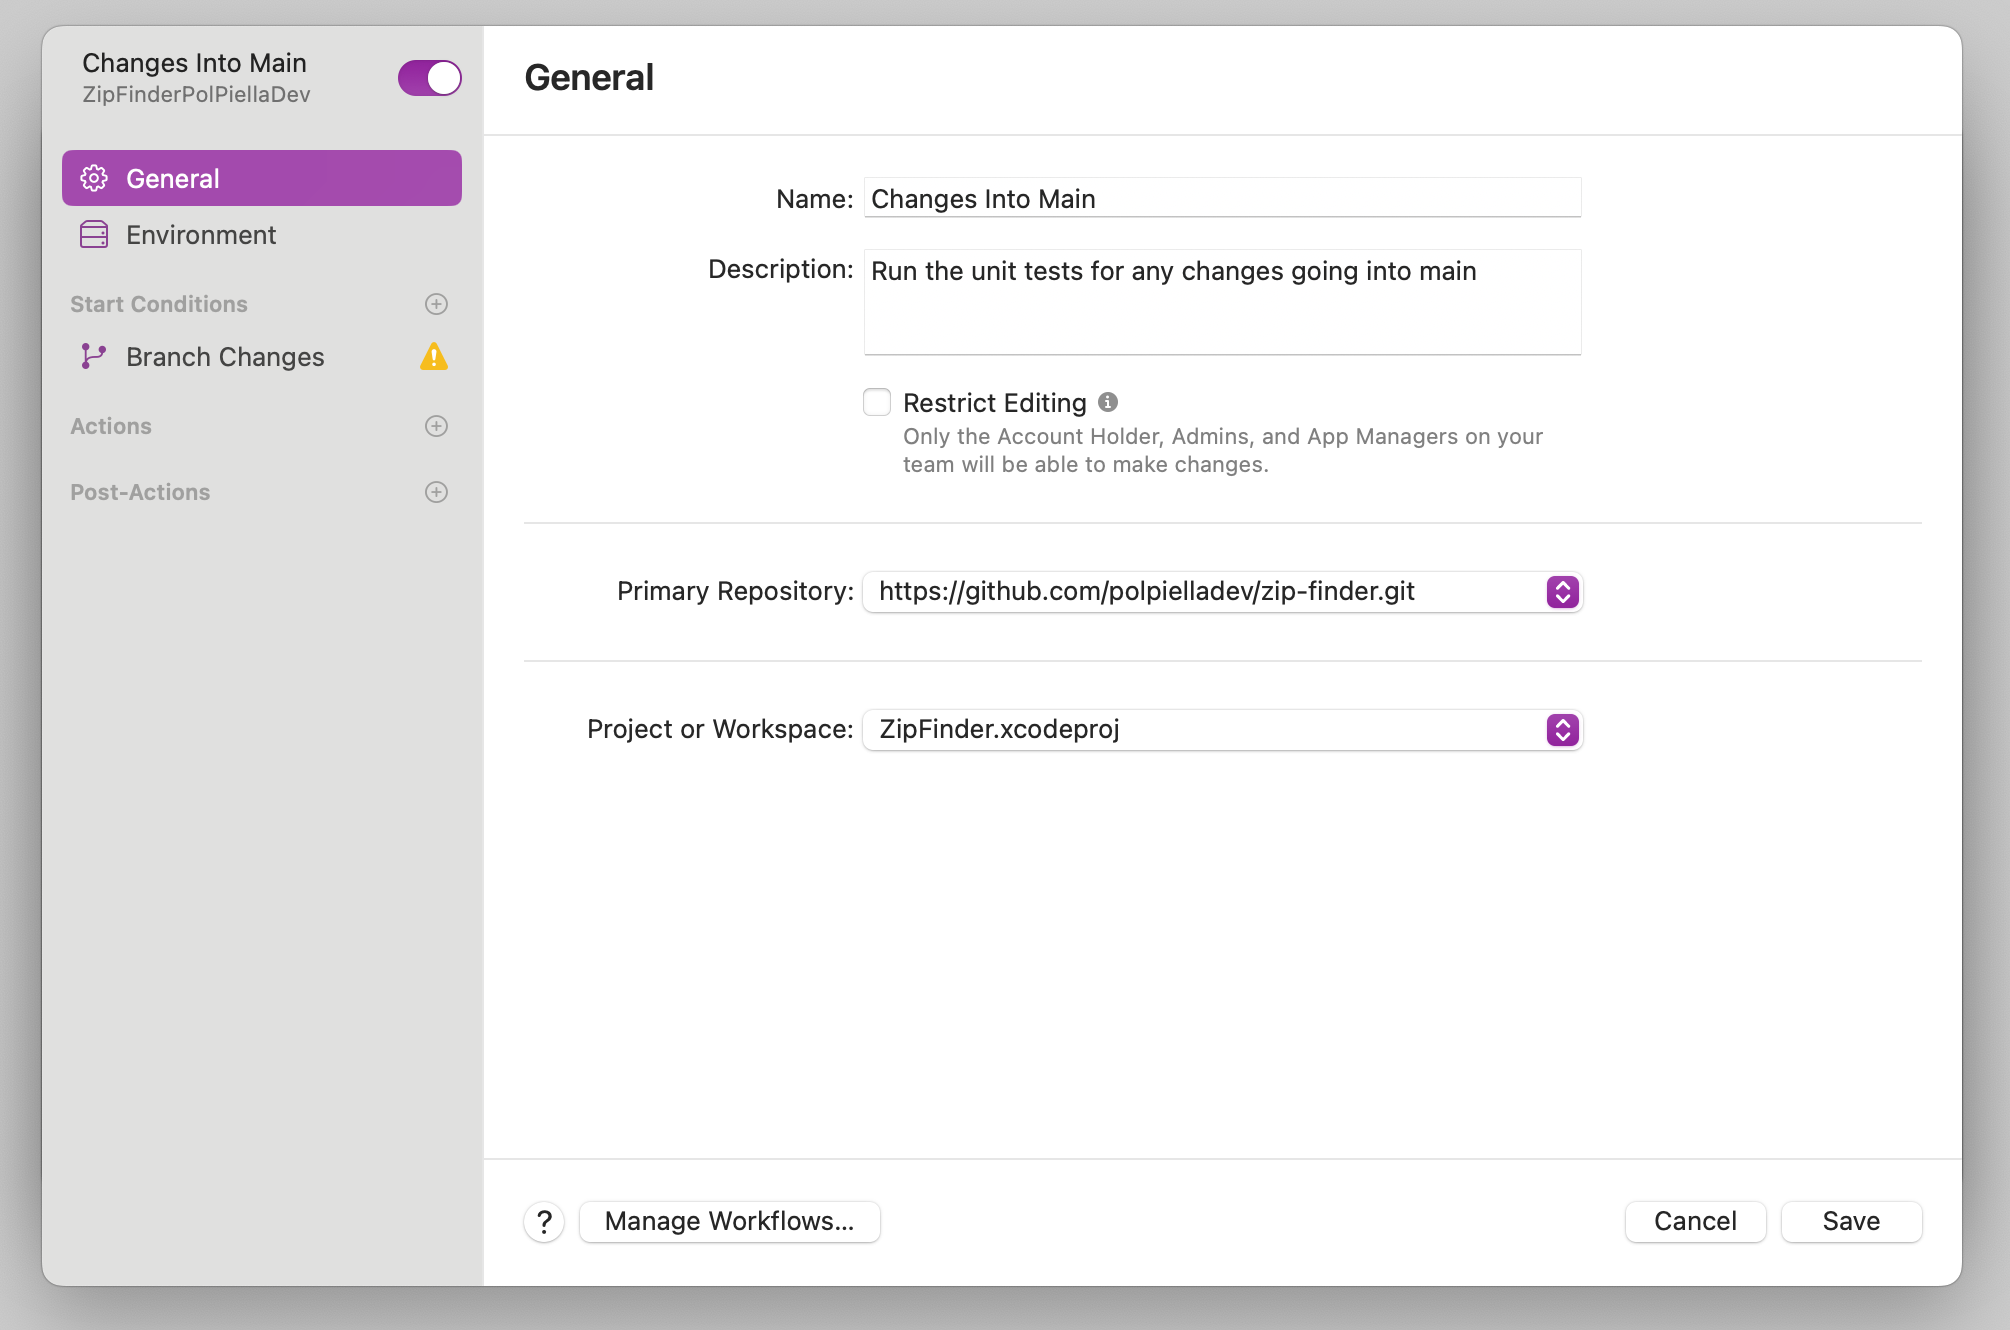 Changes Into Main
ZipFinderPolPiellaDev
General
Environment
Start Conditions
Branch Changes
Actions
Post-Actions
General
Name: Changes Into Main
Description: Run the unit tests for any changes going into main
Restrict Editing
Only the Account Holder, Admins, and App Managers on your
team will be able to make changes.
Primary Repository: https://github.com/polpielladev/zip-finder.git
Project or Workspace: ZipFinder.xcodeproj
? Manage Workflows... Cancel Save